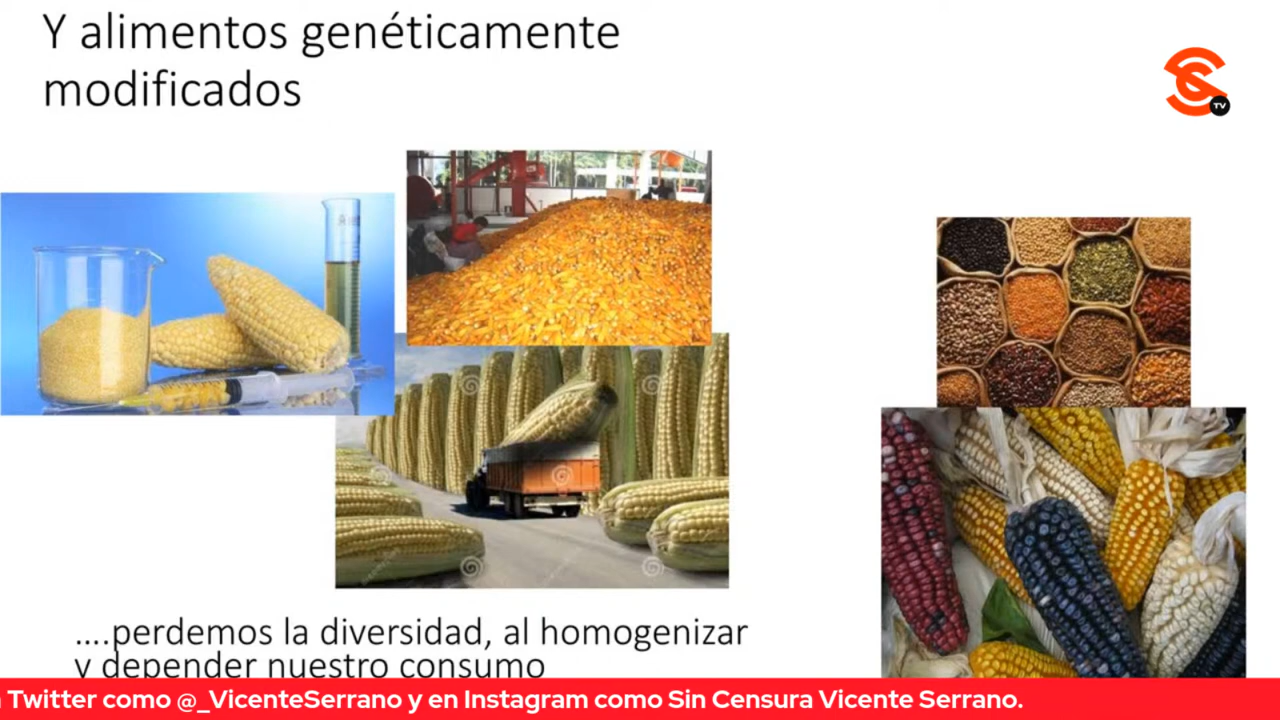 Y alimentos genéticamente
modificados
TV
....perdemos la diversidad, al homogenizar
y depender nuestro consumo
Twitter como @_VicenteSerrano y en Instagram como Sin Censura Vicente Serrano.